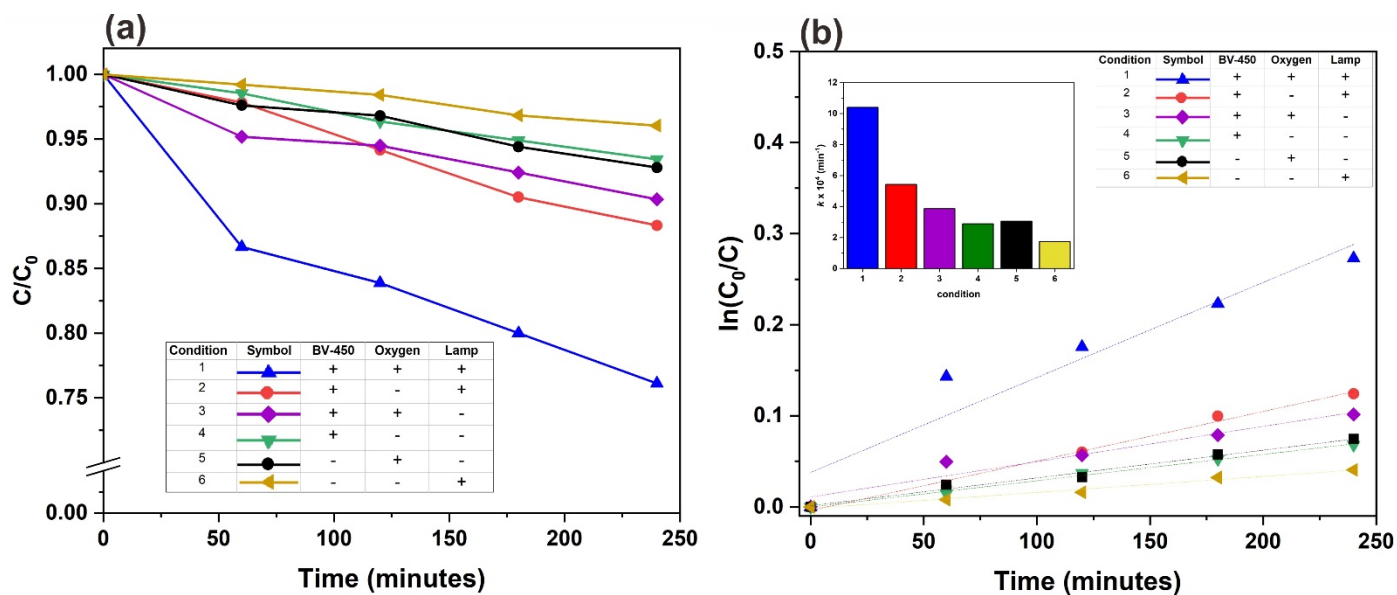 (a)
C/C0
1.00
0.95
0.90
0.85
0.80
0.75
0.00
Condition Symbol BV-450 Oxygen Lamp
1 + + +
2 + - +
3 + + -
4 + - -
5 - + -
6 - - +
0 50 100 150 200 250
Time (minutes)
(b)
ln(C0/C)
0.5
0.4
0.3
0.2
0.1
0.0
k x 10⁴ (min⁻¹)
12
10
8
6
4
2
0
1 2 3 4 5 6
condition
Condition Symbol BV-450 Oxygen Lamp
1 + + +
2 + - +
3 + + -
4 + - -
5 - + -
6 - - +
0 50 100 150 200 250
Time (minutes)